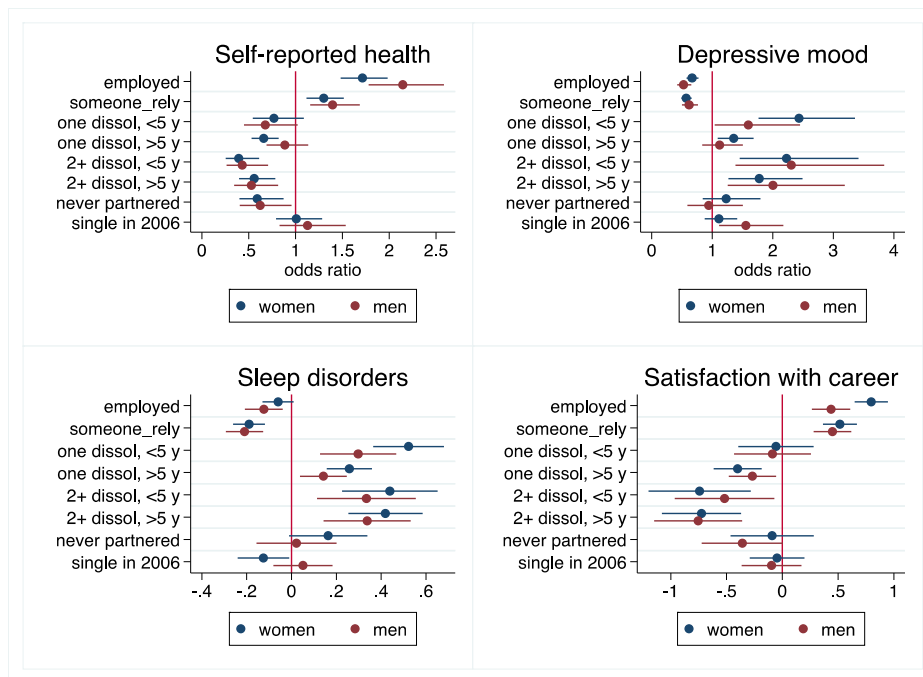 Self-reported health
employed
someone_rely
one dissol, <5 y
one dissol, >5 y
2+ dissol, <5 y
2+ dissol, >5 y
never partnered
single in 2006
0 .5 1 1.5 2 2.5
odds ratio
women men
Depressive mood
employed
someone_rely
one dissol, <5 y
one dissol, >5 y
2+ dissol, <5 y
2+ dissol, >5 y
never partnered
single in 2006
0 1 2 3 4
odds ratio
women men
Sleep disorders
employed
someone_rely
one dissol, <5 y
one dissol, >5 y
2+ dissol, <5 y
2+ dissol, >5 y
never partnered
single in 2006
-.4 -.2 0 .2 .4 .6
women men
Satisfaction with career
employed
someone_rely
one dissol, <5 y
one dissol, >5 y
2+ dissol, <5 y
2+ dissol, >5 y
never partnered
single in 2006
-1 -.5 0 .5 1
women men